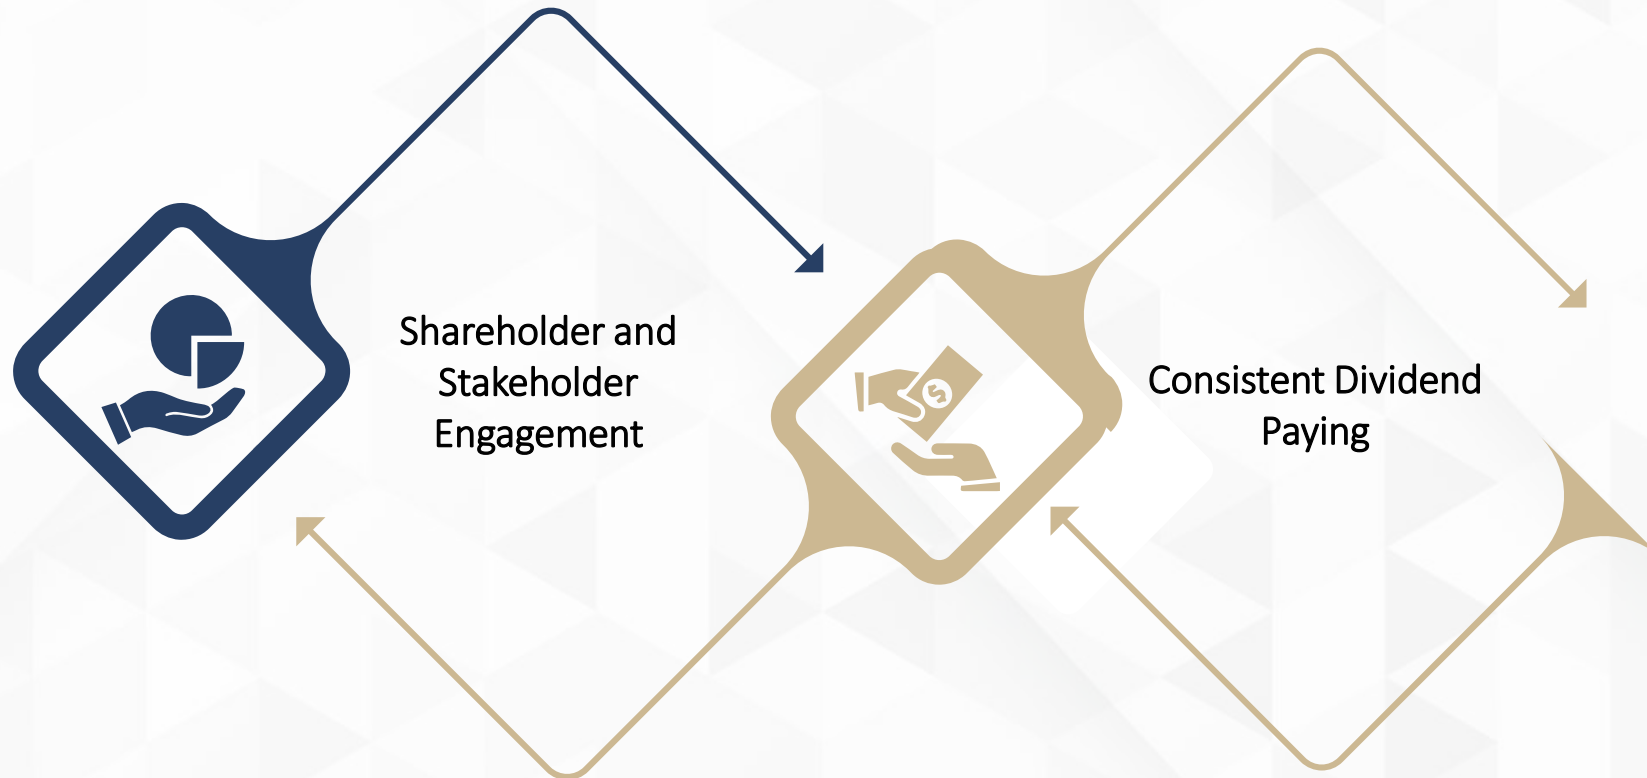 Shareholder and
Stakeholder
Engagement
Consistent Dividend
Paying
$